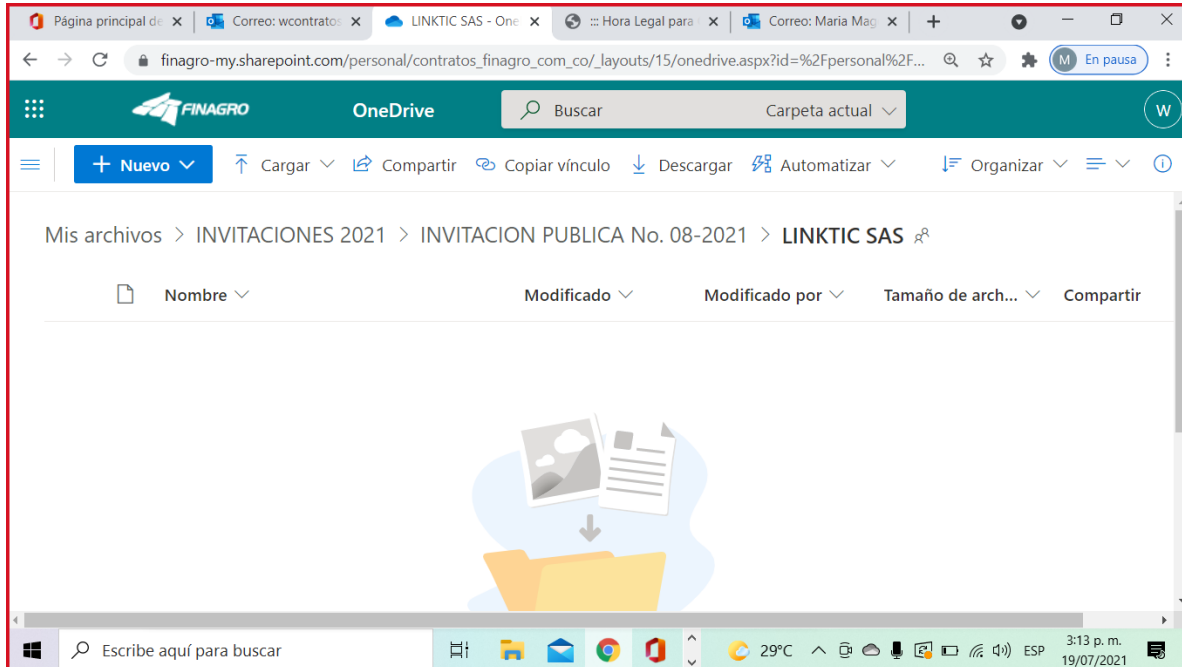 Página principal de
Correo: wcontratos
LINKTIC SAS - One
::: Hora Legal para
Correo: Maria Mag
finagro-my.sharepoint.com/personal/contratos_finagro_com_co/_layouts/15/onedrive.aspx?id=%2Fpersonal%2F...
M En pausa
FINAGRO
OneDrive
Buscar
Carpeta actual
W
+ Nuevo
Cargar
Compartir
Copiar vínculo
Descargar
Automatizar
Organizar
Mis archivos > INVITACIONES 2021 > INVITACION PUBLICA No. 08-2021 > LINKTIC SAS
Nombre
Modificado
Modificado por
Tamaño de arch...
Compartir
Escribe aquí para buscar
29°C
ESP
3:13 p. m.
19/07/2021